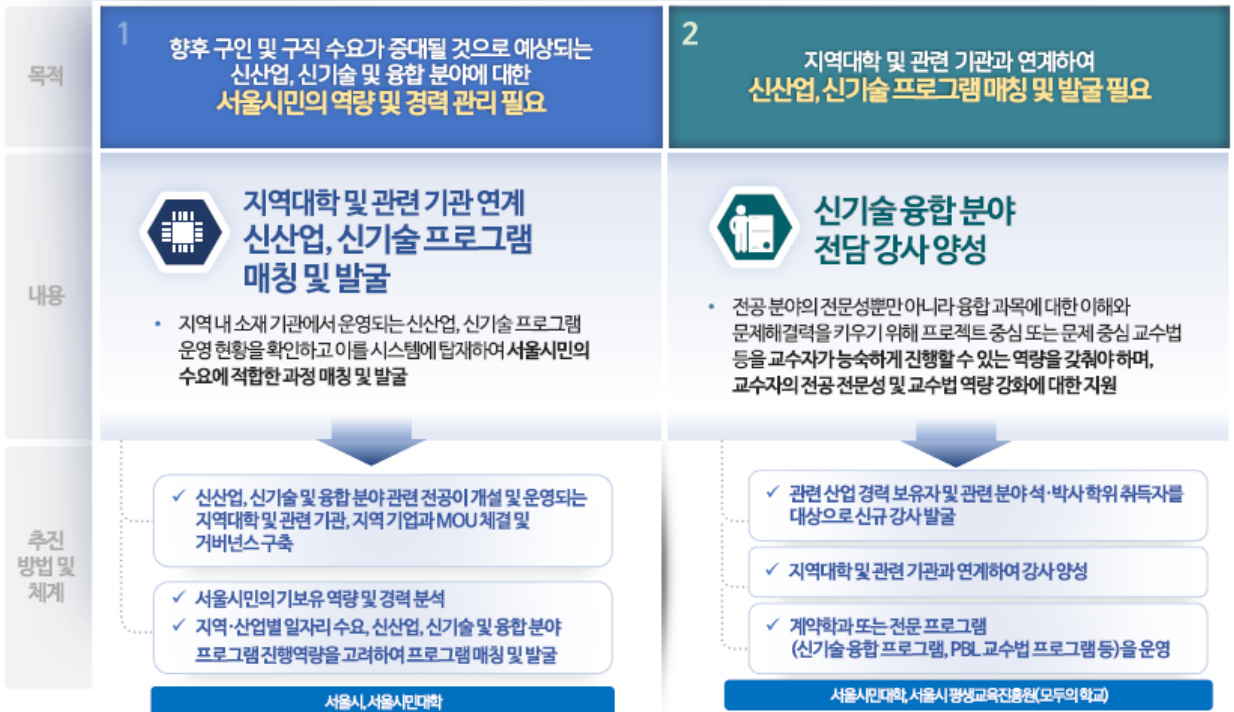 목적
1
향후 구인 및 구직 수요가 증대될 것으로 예상되는
신산업, 신기술 및 융합 분야에 대한
서울시민의 역량 및 경력 관리 필요
2
지역대학 및 관련 기관과 연계하여
신산업, 신기술 프로그램 매칭 및 발굴 필요
내용
지역대학 및 관련 기관 연계
신산업, 신기술 프로그램
매칭 및 발굴
• 지역 내 소재 기관에서 운영되는 신산업, 신기술 프로그램
운영 현황을 확인하고 이를 시스템에 탑재하여 서울시민의
수요에 적합한 과정 매칭 및 발굴
신기술 융합 분야
전담 강사 양성
• 전공 분야의 전문성뿐만 아니라 융합 과목에 대한 이해와
문제해결력을 키우기 위해 프로젝트 중심 또는 문제 중심 교수법
등을 교수자가 능숙하게 진행할 수 있는 역량을 갖춰야 하며,
교수자의 전공 전문성 및 교수법 역량 강화에 대한 지원
추진
방법 및
체계
✓ 신산업, 신기술 및 융합 분야 관련 전공이 개설 및 운영되는
지역대학 및 관련 기관, 지역 기업과 MOU 체결 및
거버넌스 구축
✓ 서울시민의 기보유 역량 및 경력 분석
✓ 지역·산업별 일자리 수요, 신산업, 신기술 및 융합 분야
프로그램 진행역량을 고려하여 프로그램 매칭 및 발굴
서울시, 서울시민대학
✓ 관련 산업 경력 보유자 및 관련 분야 석·박사 학위 취득자를
대상으로 신규 강사 발굴
✓ 지역대학 및 관련 기관과 연계하여 강사 양성
✓ 계약학과 또는 전문 프로그램
(신기술 융합 프로그램, PBL 교수법 프로그램 등)을 운영
서울시민대학, 서울시 평생교육진흥원(모두의 학교)